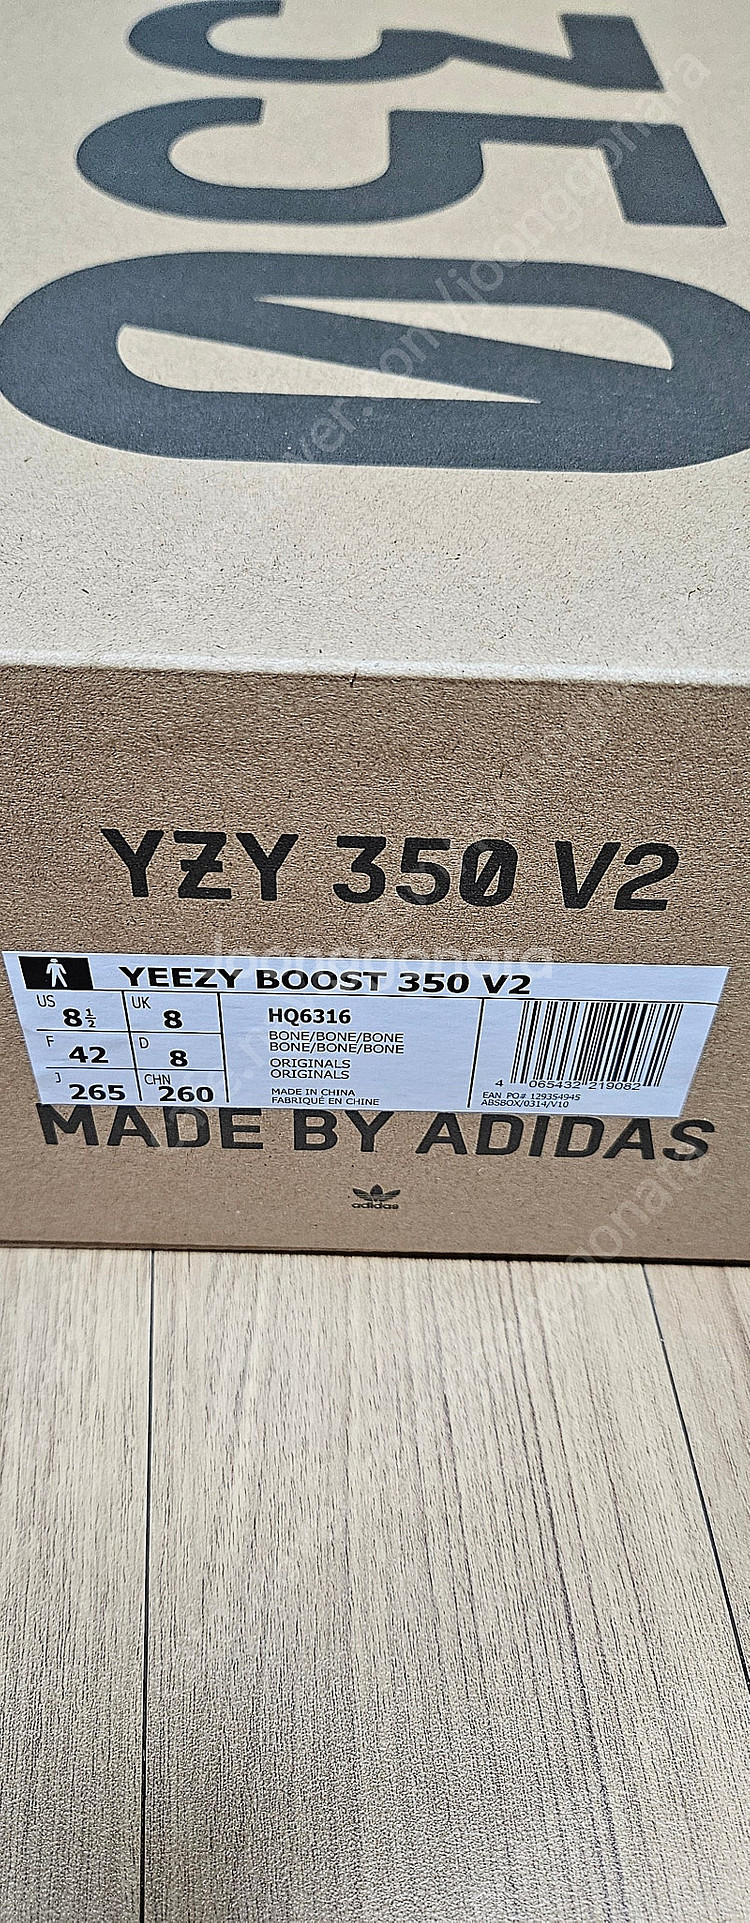 350
YZY 350 V2
YEEZY BOOST 350 V2
US 8½ UK 8
F 42 D 8
J 265 CHN 260
HQ6316
BONE/BONE/BONE
BONE/BONE/BONE
ORIGINALS
ORIGINALS
MADE IN CHINA
FABRIQUÉ EN CHINE
4 065432 219082
EAN PO# 129354945
ABSBOX/0314/V10
MADE BY ADIDAS
adidas